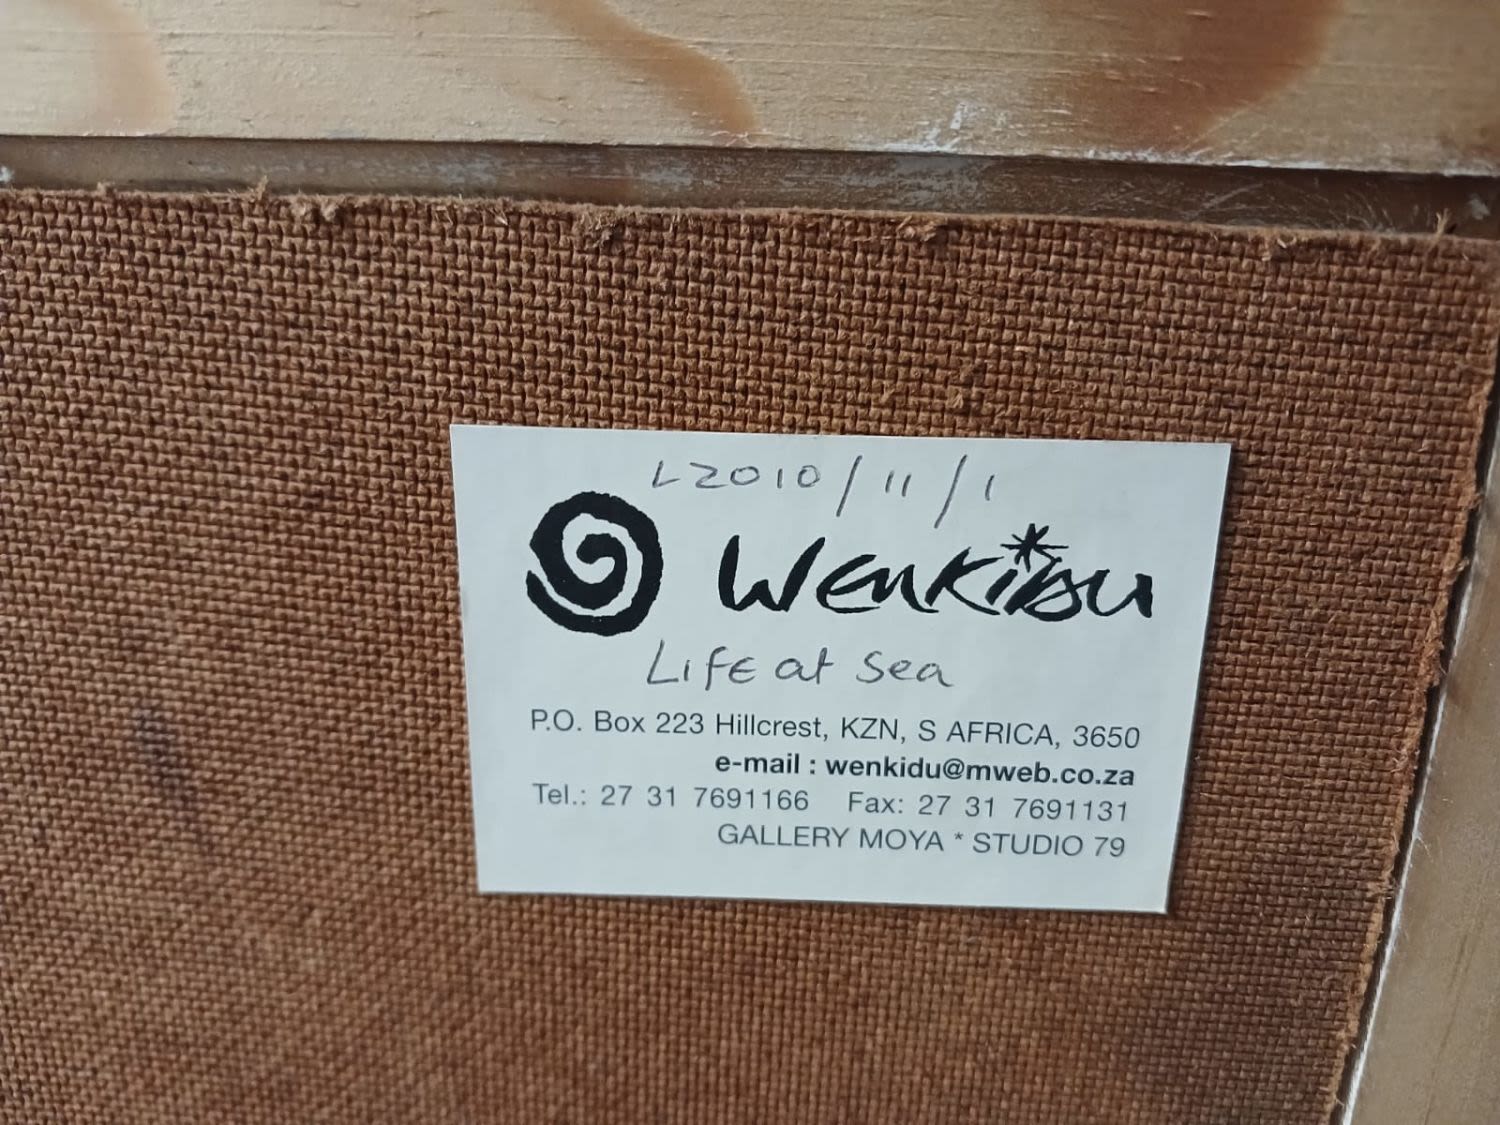 L2010/11/1
WENKIDU
Life at sea
P.O. Box 223 Hillcrest, KZN, S AFRICA, 3650
e-mail : wenkidu@mweb.co.za
Tel.: 27 31 7691166 Fax: 27 31 7691131
GALLERY MOYA * STUDIO 79